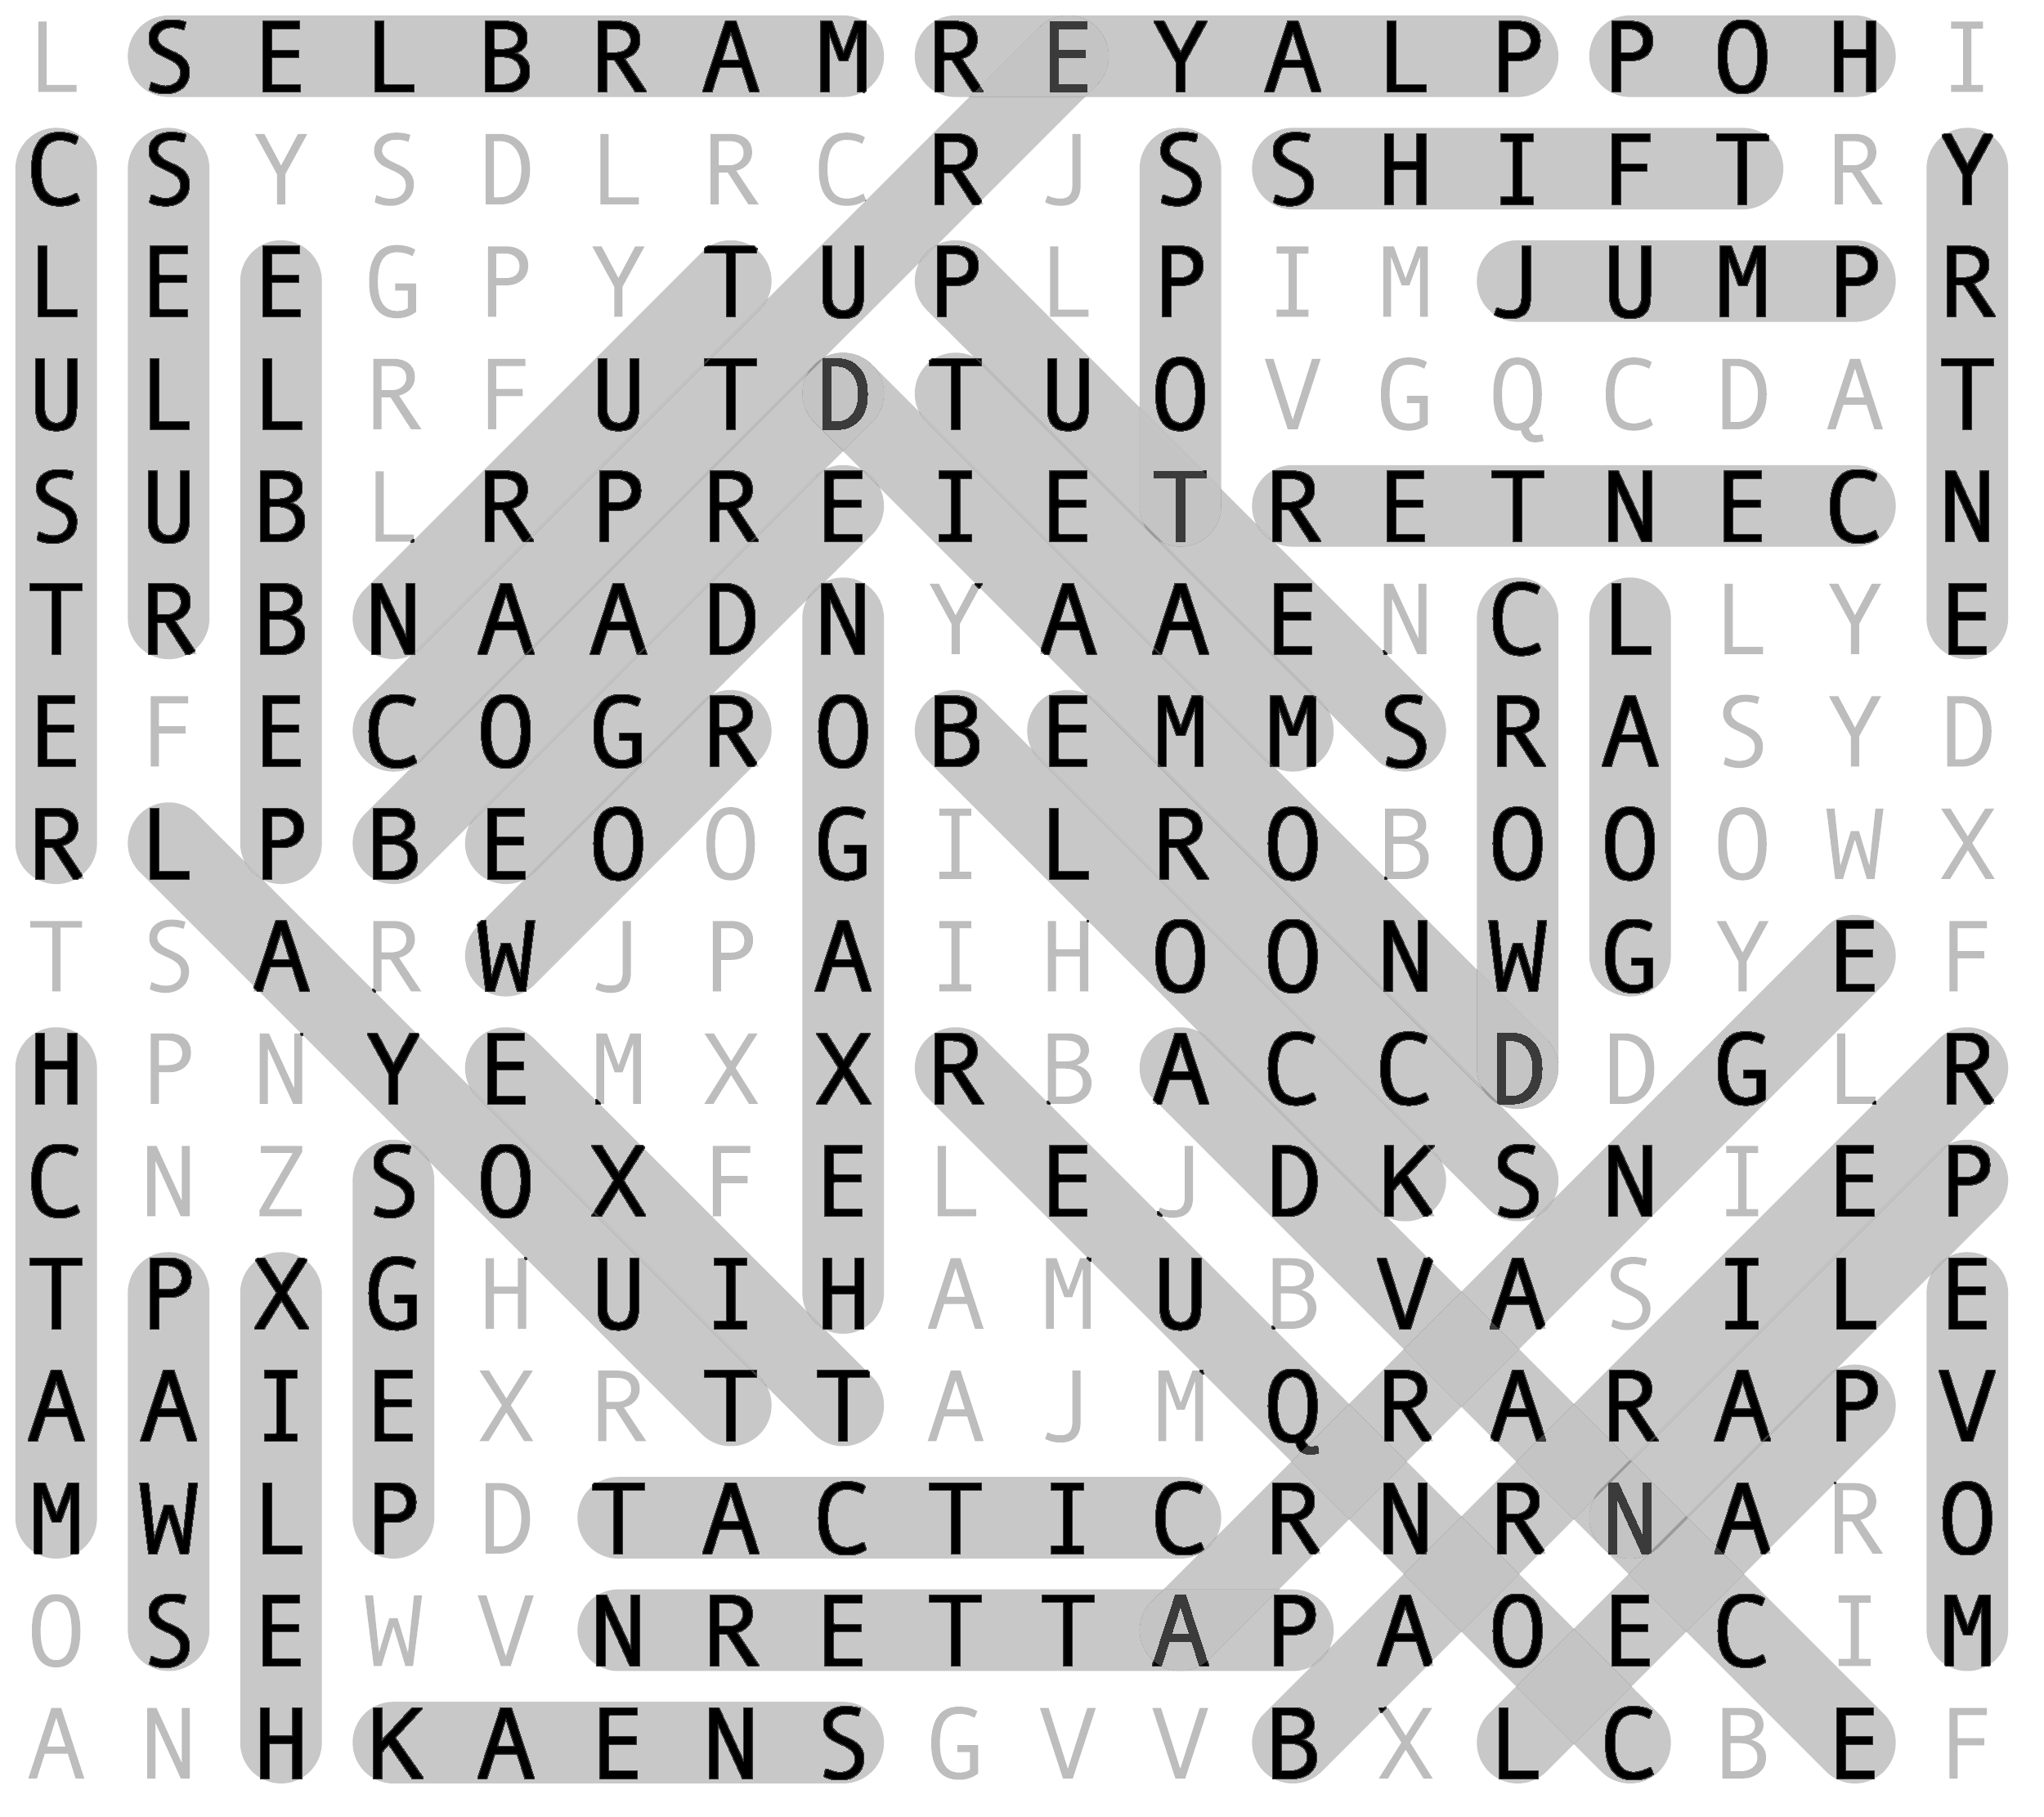 L S E L B R A M R E Y A L P P O H I
C S Y S D L R C R J S S H I F T R Y
L E E G P Y T U P L P I M J U M P R
U L L R F U T D T U O V G Q C D A T
S U B L R P R E I E T R E T N E C N
T R B N A A D N Y A A E N C L L Y E
E F E C O G R O B E M M S R A S Y D
R L P B E O O G I L R O B O O O W X
T S A R W J P A I H O O N W G Y E F
H P N Y E M X X R B A C C D D G L R
C N Z S O X F E L E J D K S N I E P
T P X G H U I H A M U B V A S I L E
A A I E X R T T A J M Q R A R A P V
M W L P D T A C T I C R N R N A R O
O S E W V N R E T T A P A O E C I M
A N H K A E N S G V V B X L C B E F